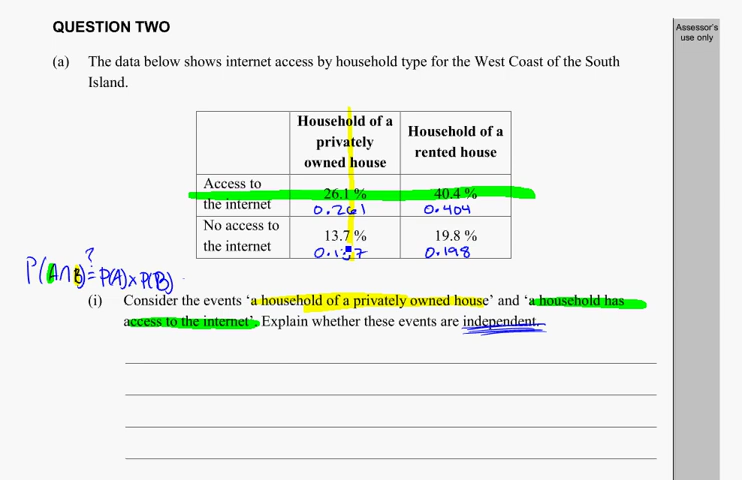 QUESTION TWO
Assessor's
use only
(a) The data below shows internet access by household type for the West Coast of the South
Island.
Household of a
privately
owned house
Household of a
rented house
Access to
the internet
26.1 %
0.261
40.4 %
0.404
No access to
the internet
13.7 %
0.137
19.8 %
0.198
?
P(A∩B) = P(A) x P(B)
(i) Consider the events ‘a household of a privately owned house’ and ‘a household has
access to the internet’. Explain whether these events are independent.